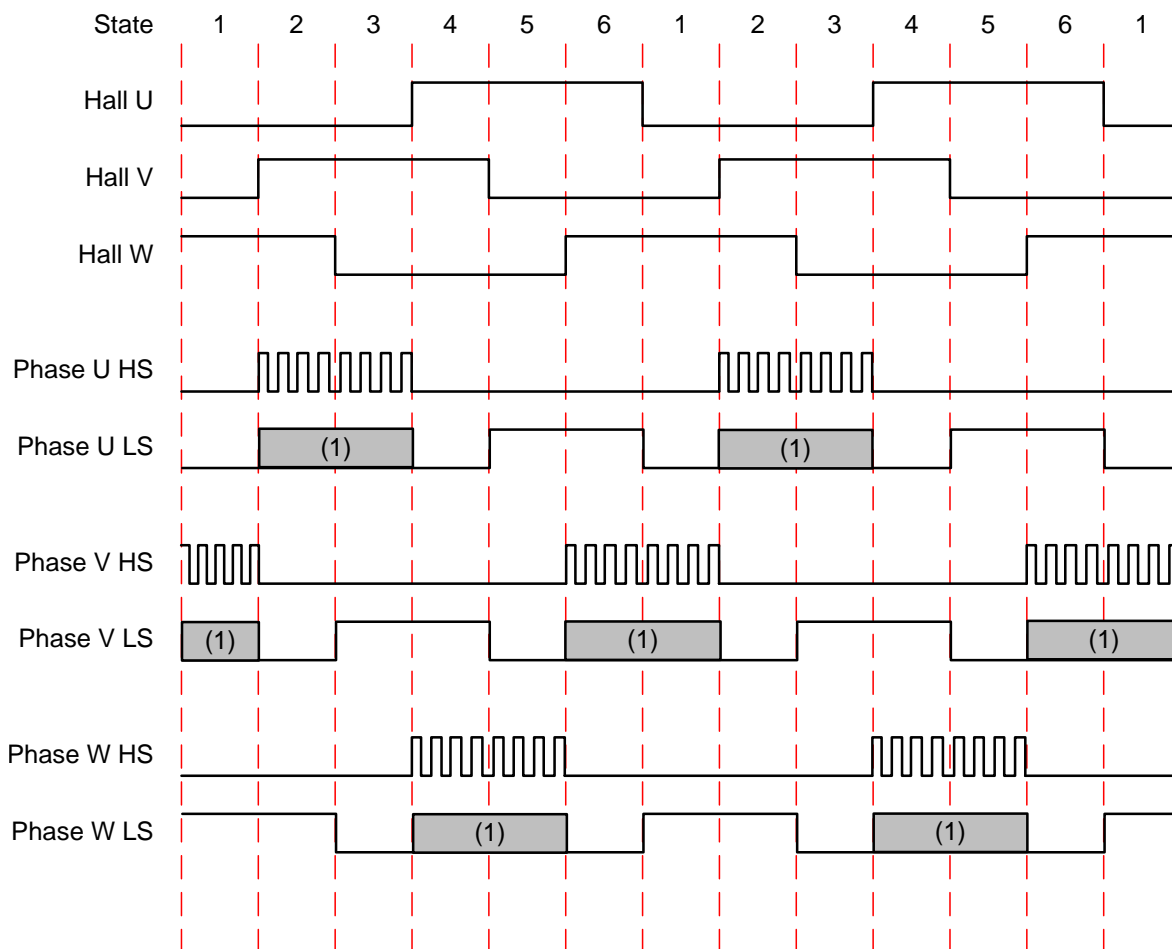 State 1 2 3 4 5 6 1 2 3 4 5 6 1
Hall U
Hall V
Hall W
Phase U HS
Phase U LS (1) (1)
Phase V HS
Phase V LS (1) (1) (1)
Phase W HS
Phase W LS (1) (1)